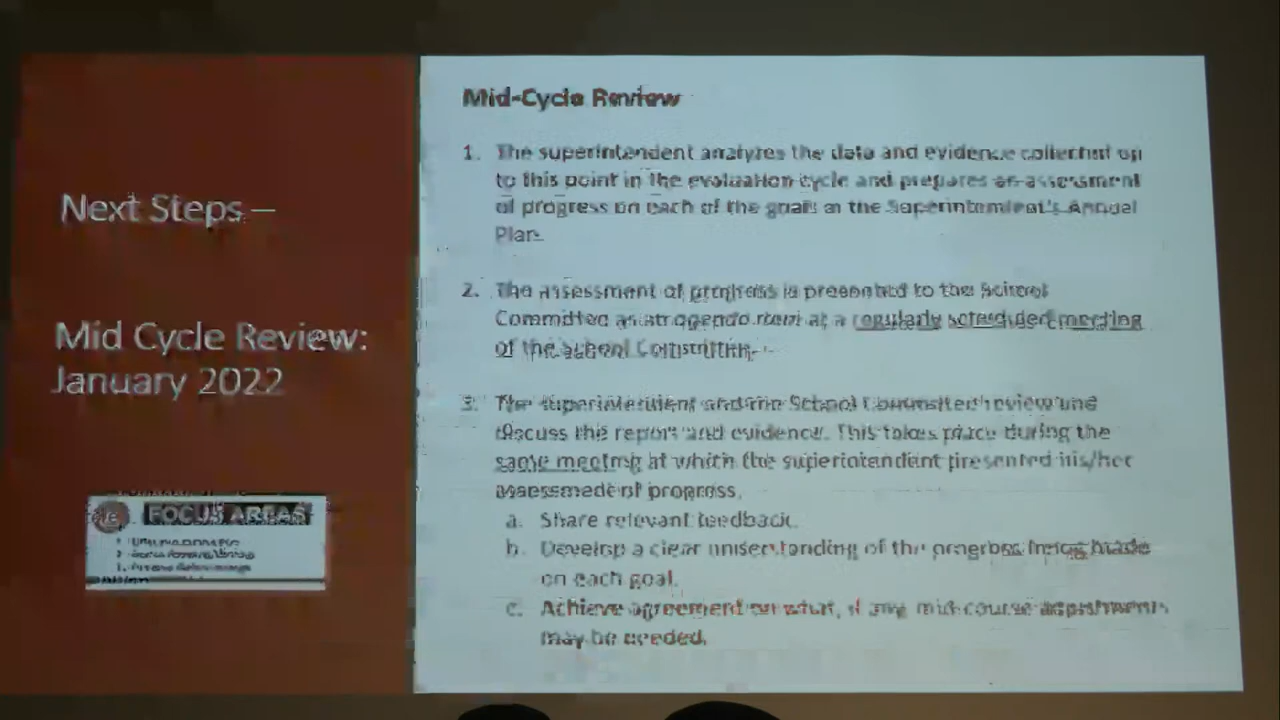 Next Steps –
Mid Cycle Review:
January 2022
FOCUS AREAS
Mid-Cycle Review
1. The superintendent analyzes the data and evidence collected up
to this point in the evaluation cycle and prepares an assessment
of progress on each of the goals in the Superintendent's Annual
Plan.
2. The assessment of progress is presented to the School
Committee as an agenda item at a regularly scheduled meeting
of the School Committee.
3. The superintendent and the School Committee review and
discuss the report and evidence. This takes place during the
same meeting at which the superintendent presented his/her
assessment of progress.
a. Share relevant feedback.
b. Develop a clear understanding of the progress being made
on each goal.
c. Achieve agreement on what, if any mid-course adjustments
may be needed.